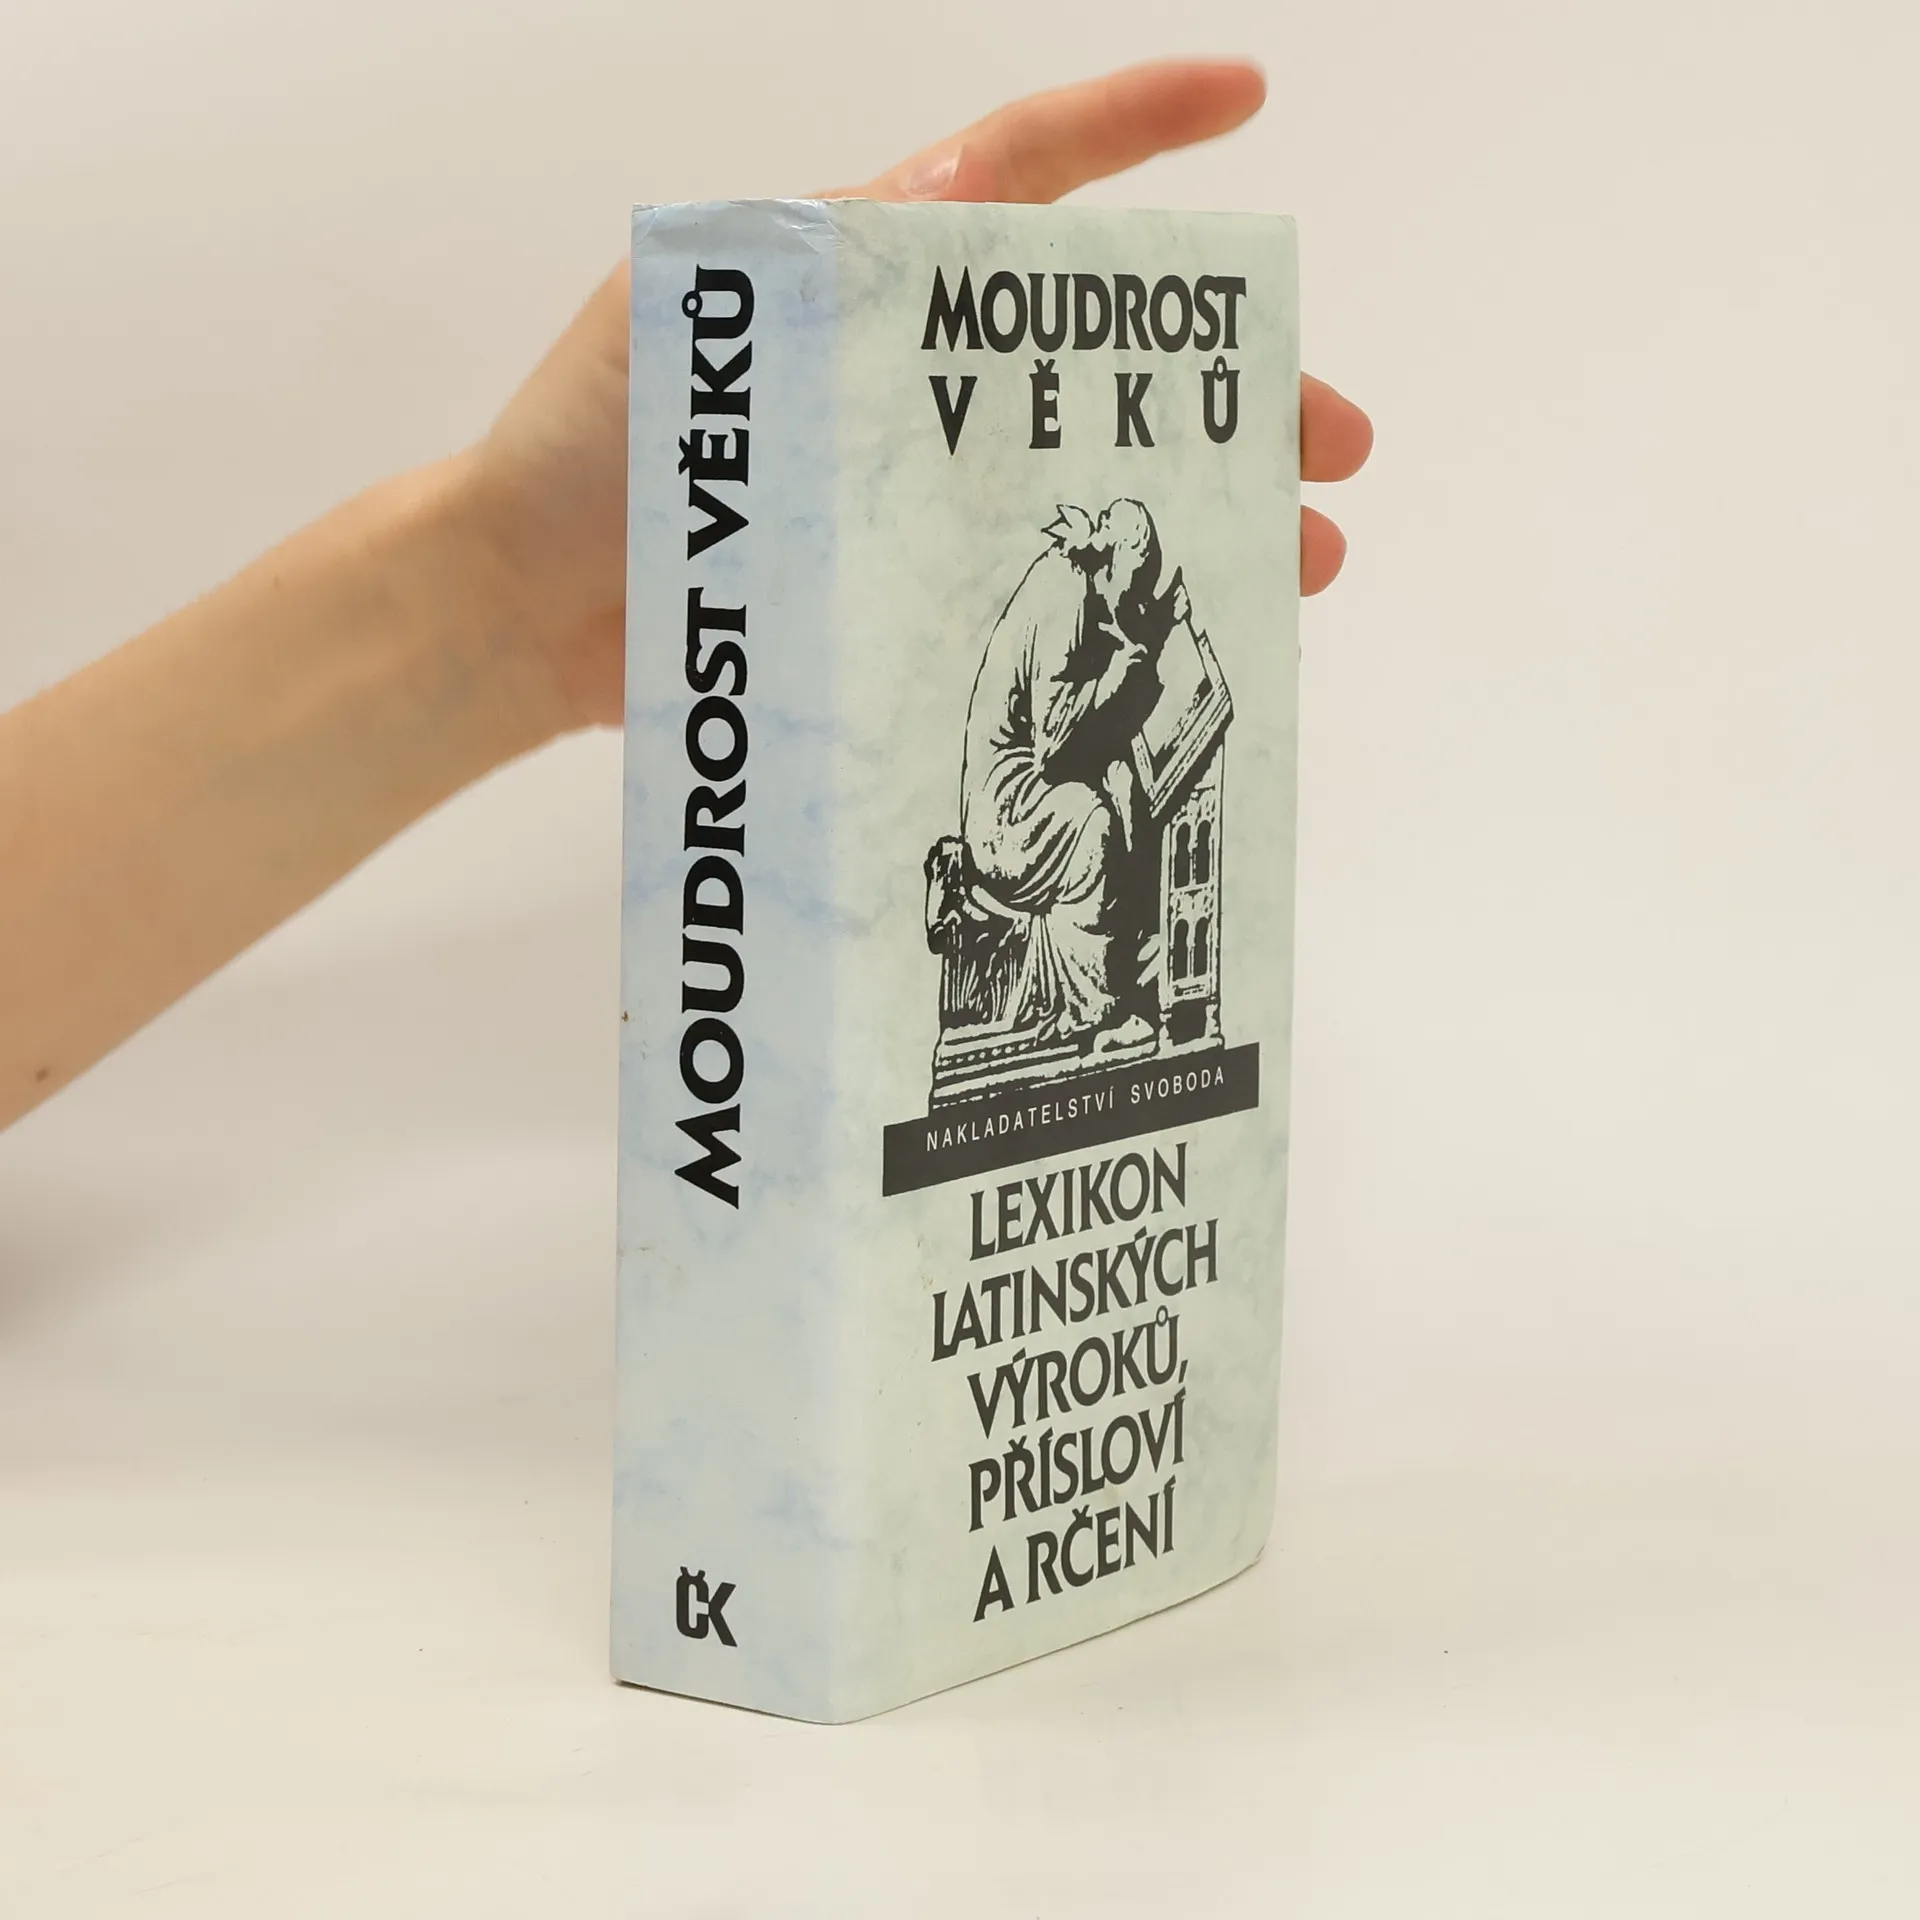 MOUDROST VĚKŮ
ČK
MOUDROST
VĚKŮ
NAKLADATELSTVÍ SVOBODA
LEXIKON
LATINSKÝCH
VÝROKŮ,
PŘÍSLOVÍ
A RČENÍ